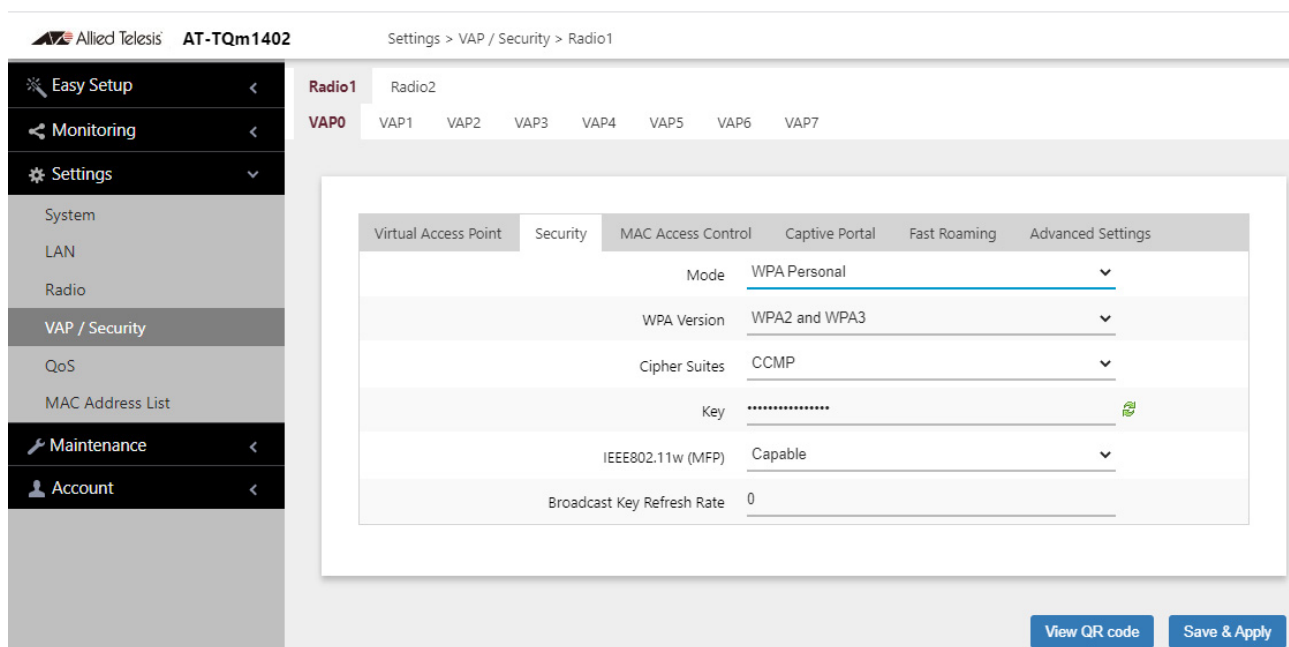 Allied Telesis AT-TQm1402 Settings > VAP / Security > Radio1
Easy Setup
Monitoring
Settings
System
LAN
Radio
VAP / Security
QoS
MAC Address List
Maintenance
Account
Radio1 Radio2
VAP0 VAP1 VAP2 VAP3 VAP4 VAP5 VAP6 VAP7
Virtual Access Point Security MAC Access Control Captive Portal Fast Roaming Advanced Settings
Mode WPA Personal
WPA Version WPA2 and WPA3
Cipher Suites CCMP
Key ••••••••••••••••
IEEE802.11w (MFP) Capable
Broadcast Key Refresh Rate 0
View QR code Save & Apply